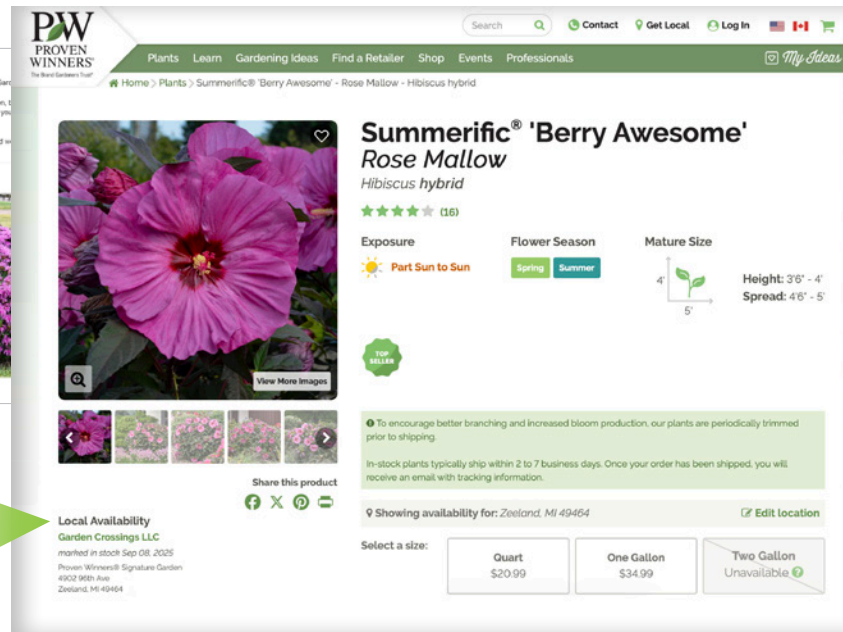 PW
PROVEN
WINNERS®
The Brand Gardeners Trust®
Search
Contact
Get Local
Log In
Plants Learn Gardening Ideas Find a Retailer Shop Events Professionals
My Ideas
Home > Plants > Summerific® 'Berry Awesome' - Rose Mallow - Hibiscus hybrid
Summerific® 'Berry Awesome'
Rose Mallow
Hibiscus hybrid
(16)
Exposure
Part Sun to Sun
Flower Season
Spring Summer
Mature Size
4'
5'
Height: 3'6" - 4'
Spread: 4'6" - 5'
TOP
SELLER
View More Images
To encourage better branching and increased bloom production, our plants are periodically trimmed
prior to shipping.
In-stock plants typically ship within 2 to 7 business days. Once your order has been shipped, you will
receive an email with tracking information.
Share this product
Local Availability
Garden Crossings LLC
marked in stock Sep 08, 2025
Proven Winners® Signature Garden
4902 96th Ave
Zeeland, MI 49464
Showing availability for: Zeeland, MI 49464
Edit location
Select a size:
Quart
$20.99
One Gallon
$34.99
Two Gallon
Unavailable ?